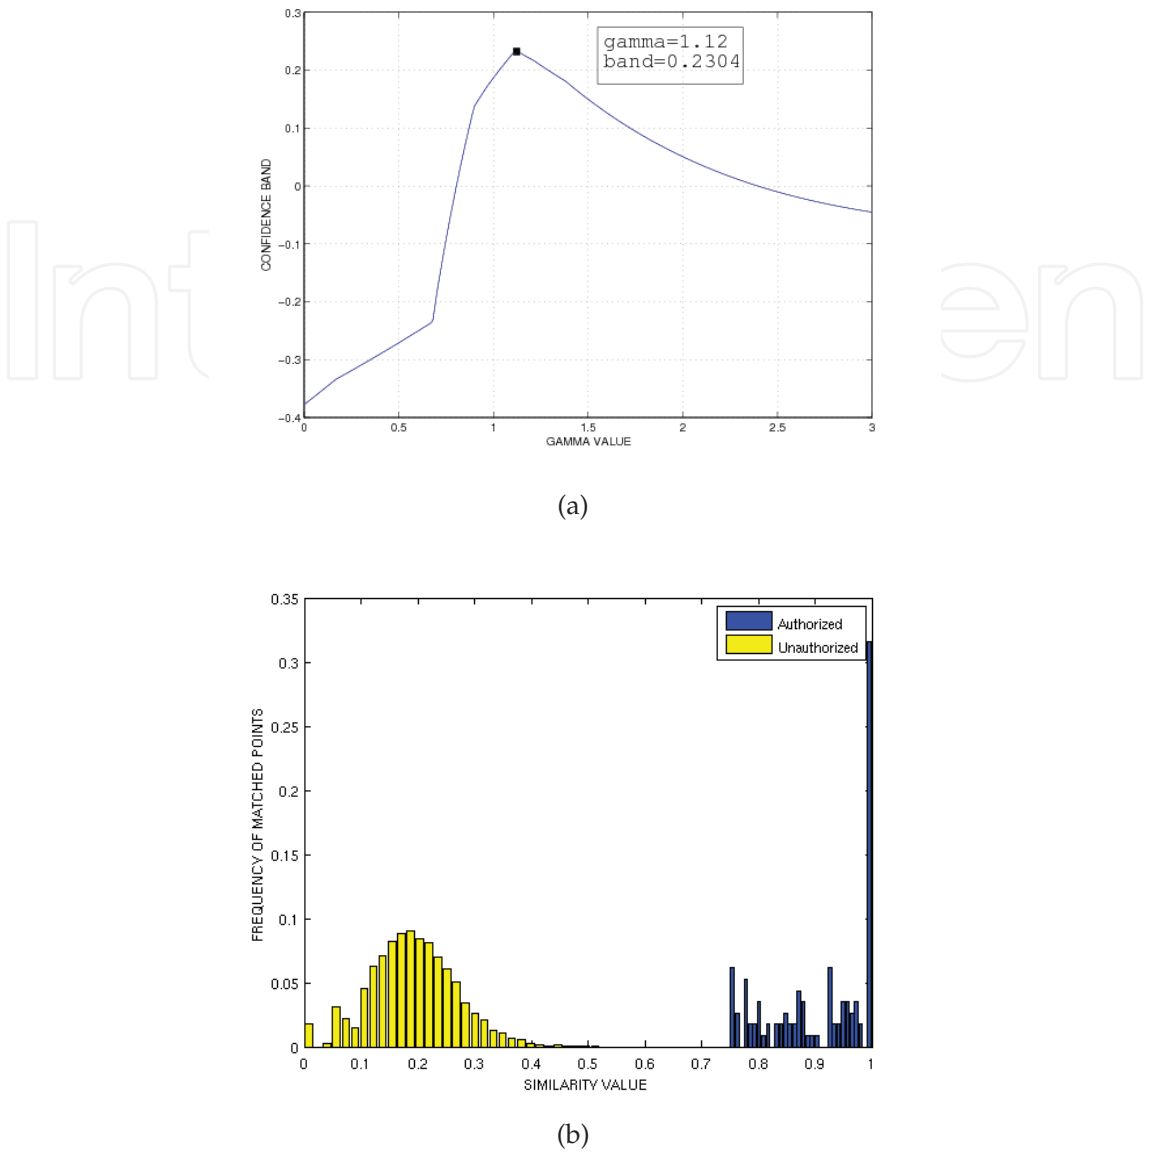 0.3
0.2
0.1
0
−0.1
−0.2
−0.3
−0.4
CONFIDENCE BAND
gamma=1.12
band=0.2304
0 0.5 1 1.5 2 2.5 3
GAMMA VALUE
(a)
Int en
0.35
0.3
0.25
0.2
0.15
0.1
0.05
0
FREQUENCY OF MATCHED POINTS
Authorized
Unauthorized
0 0.1 0.2 0.3 0.4 0.5 0.6 0.7 0.8 0.9 1
SIMILARITY VALUE
(b)